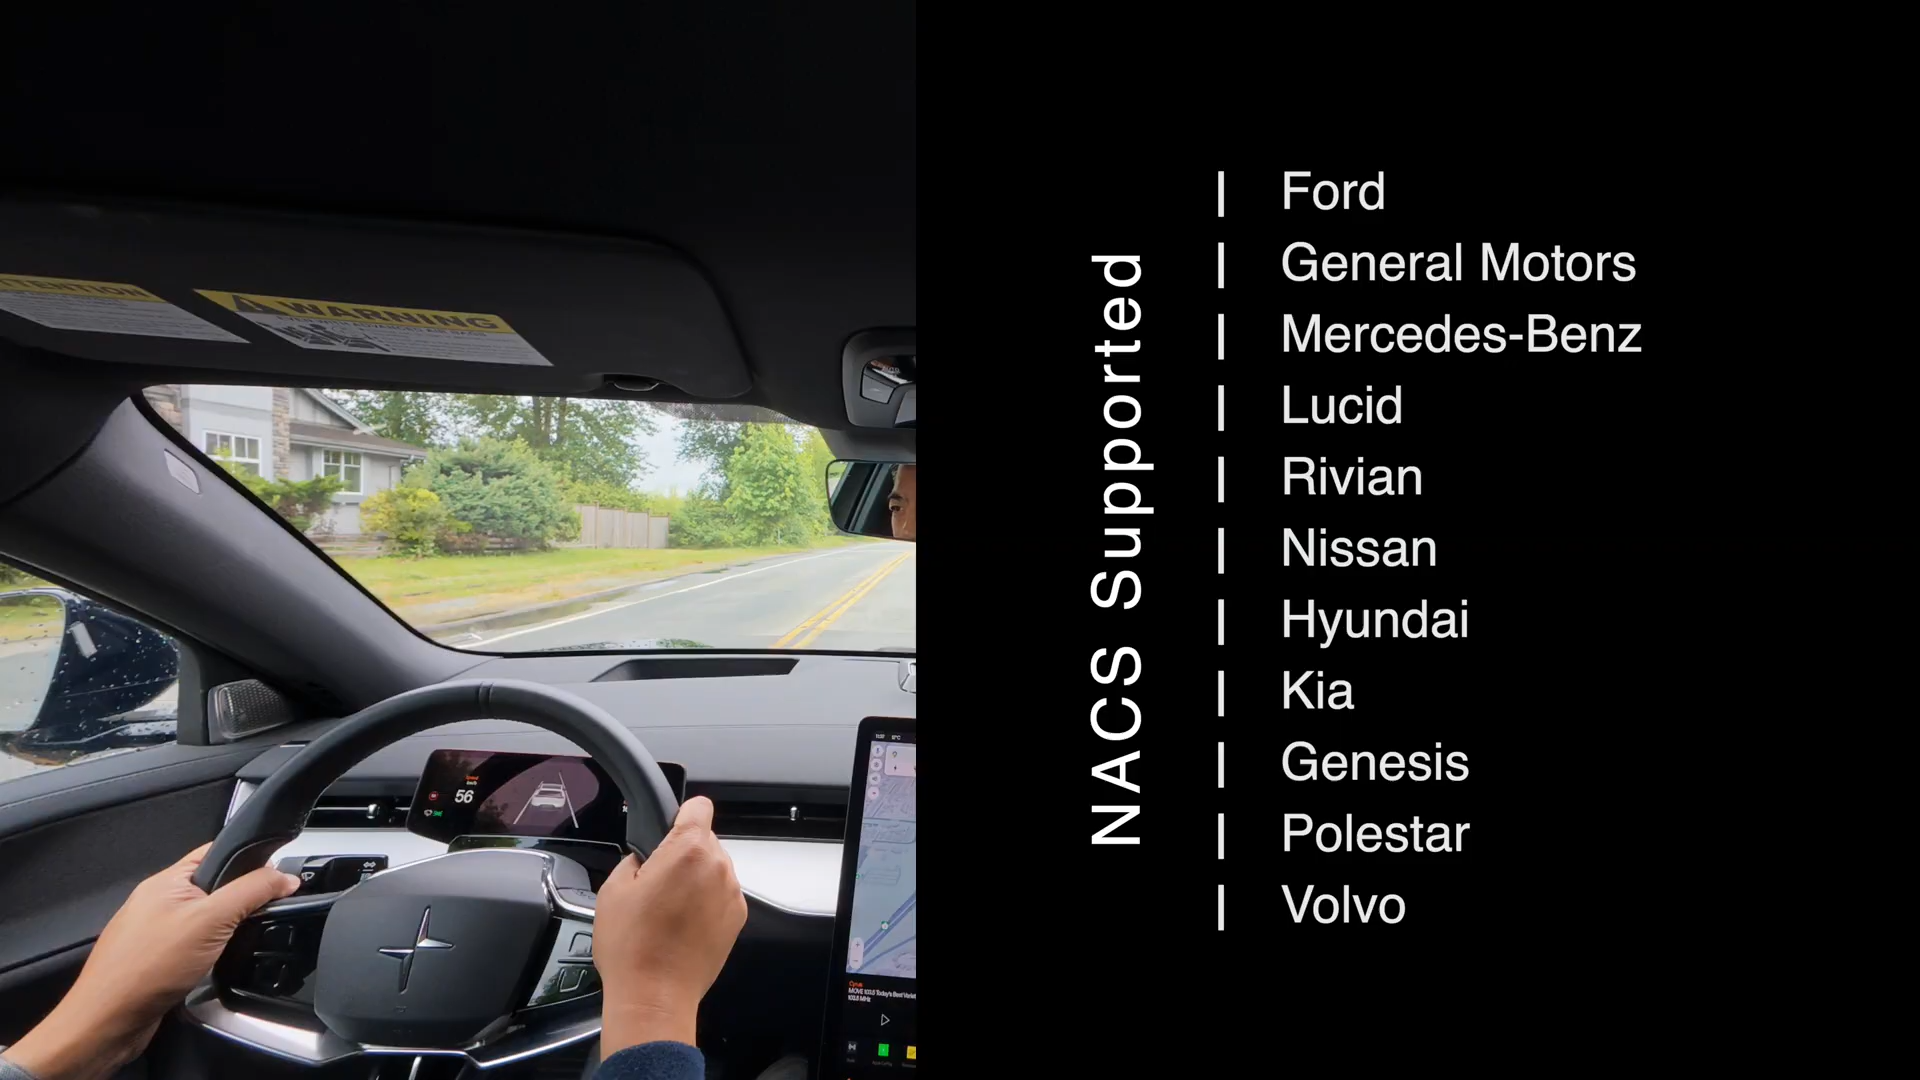 WARNING
56
NACS Supported
Ford
General Motors
Mercedes-Benz
Lucid
Rivian
Nissan
Hyundai
Kia
Genesis
Polestar
Volvo